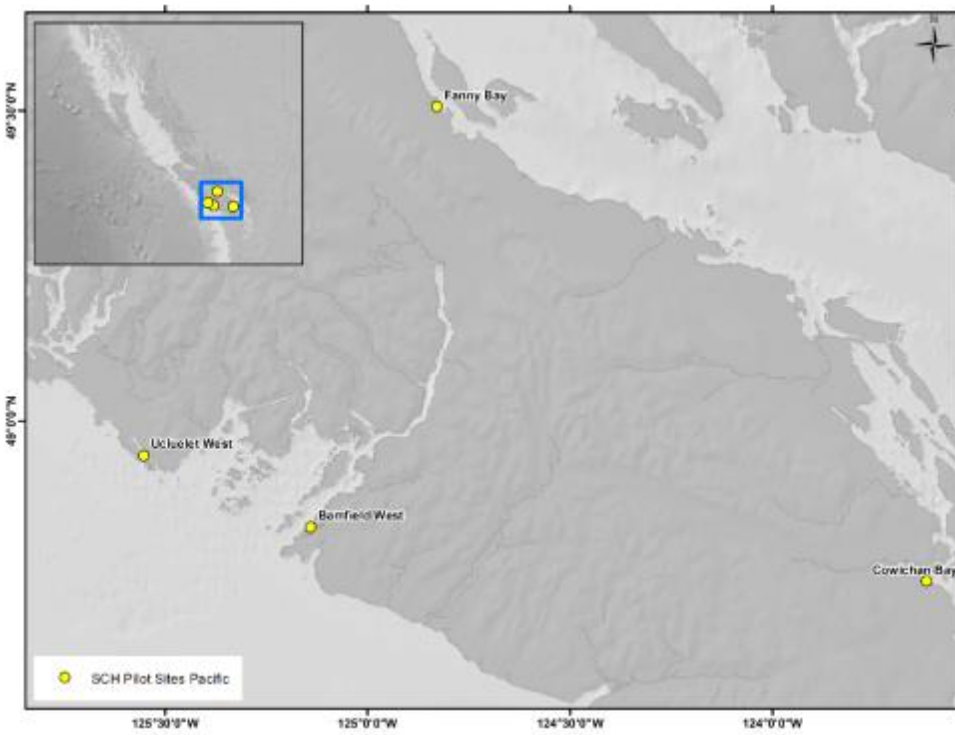 N
Fanny Bay
49°30'0"N
49°0'0"N
Ucluelet West
Bamfield West
Cowichan Bay
SCH Pilot Sites Pacific
125°30'0"W
125°0'0"W
124°30'0"W
124°0'0"W